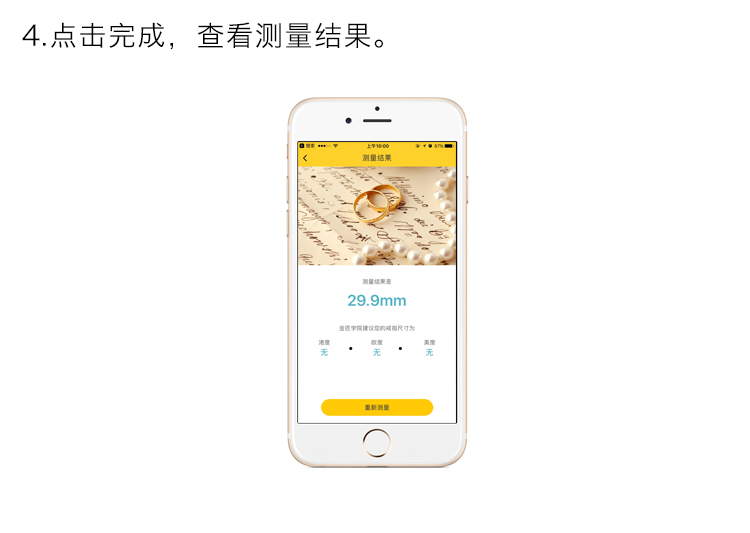 4.点击完成，查看测量结果。
搜索 上午10:00 87%
测量结果
测量结果是
29.9mm
金匠学院建议您的戒指尺寸为
港度 欧度 美度
无 无 无
重新测量